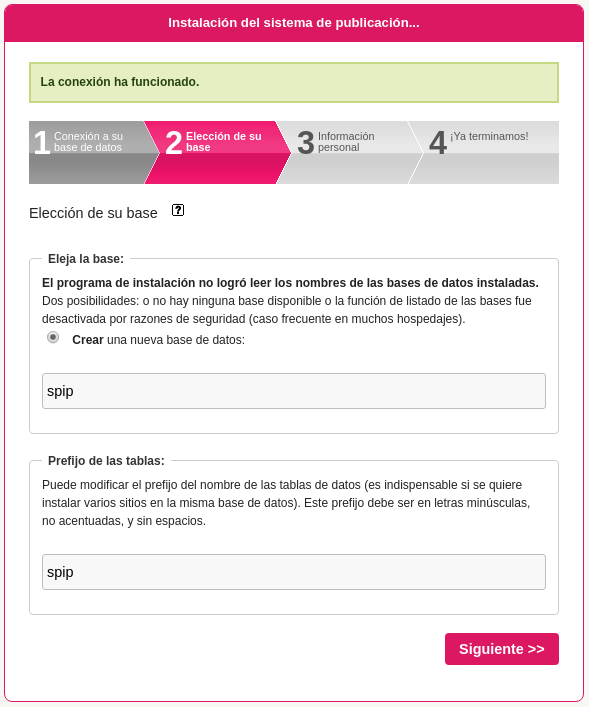 Instalación del sistema de publicación...
La conexión ha funcionado.
1 Conexión a su
base de datos
2 Elección de su
base
3 Información
personal
4 ¡Ya terminamos!
Elección de su base ?
Eleja la base:
El programa de instalación no logró leer los nombres de las bases de datos instaladas.
Dos posibilidades: o no hay ninguna base disponible o la función de listado de las bases fue
desactivada por razones de seguridad (caso frecuente en muchos hospedajes).
Crear una nueva base de datos:
spip
Prefijo de las tablas:
Puede modificar el prefijo del nombre de las tablas de datos (es indispensable si se quiere
instalar varios sitios en la misma base de datos). Este prefijo debe ser en letras minúsculas,
no acentuadas, y sin espacios.
spip
Siguiente >>